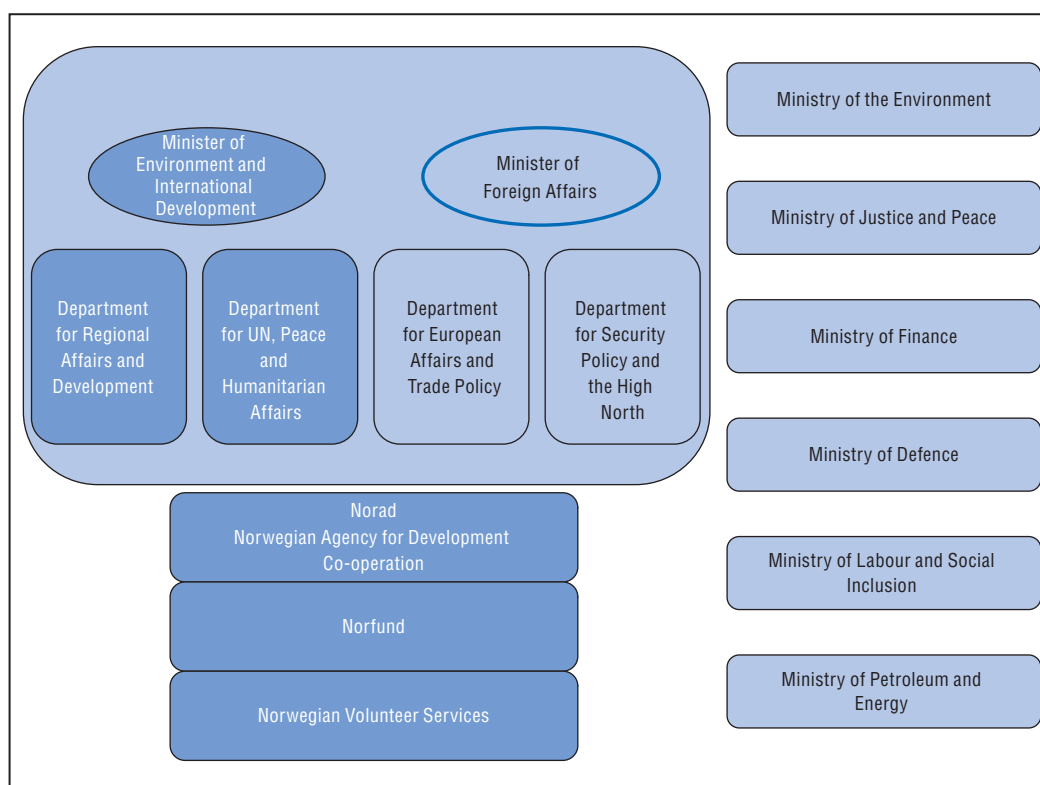 Minister of
Environment and
International
Development
Minister of
Foreign Affairs
Department
for Regional
Affairs and
Development
Department
for UN, Peace
and
Humanitarian
Affairs
Department
for European
Affairs and
Trade Policy
Department
for Security
Policy and
the High
North
Norad
Norwegian Agency for Development
Co-operation
Norfund
Norwegian Volunteer Services
Ministry of the Environment
Ministry of Justice and Peace
Ministry of Finance
Ministry of Defence
Ministry of Labour and Social
Inclusion
Ministry of Petroleum and
Energy